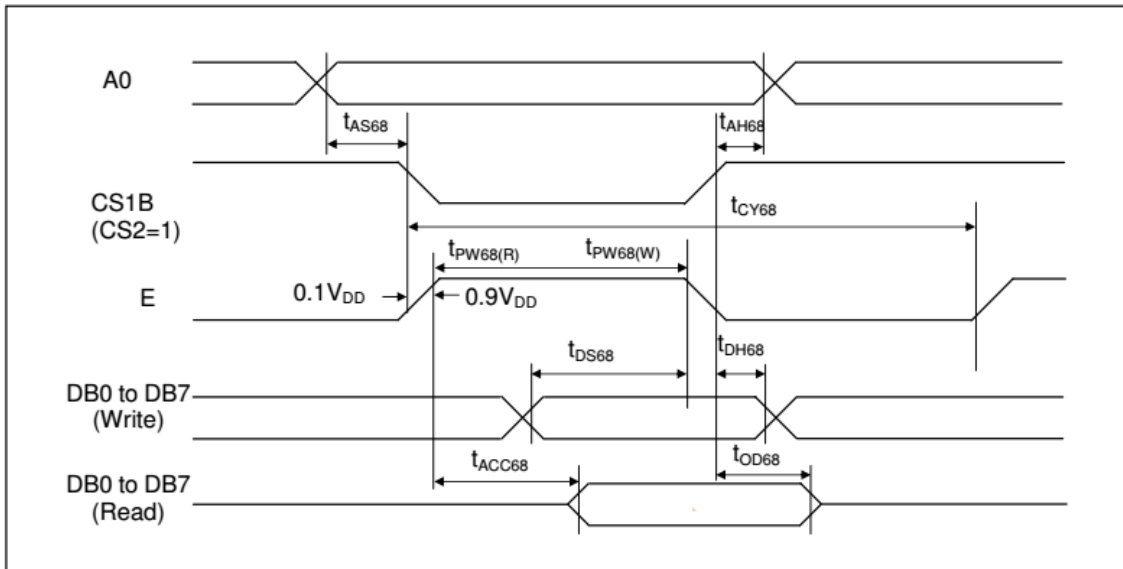 A0
tAS68
tAH68
CS1B
(CS2=1)
tCY68
tPW68(R)
tPW68(W)
E
0.1VDD
0.9VDD
tDS68
tDH68
DB0 to DB7
(Write)
tACC68
tOD68
DB0 to DB7
(Read)